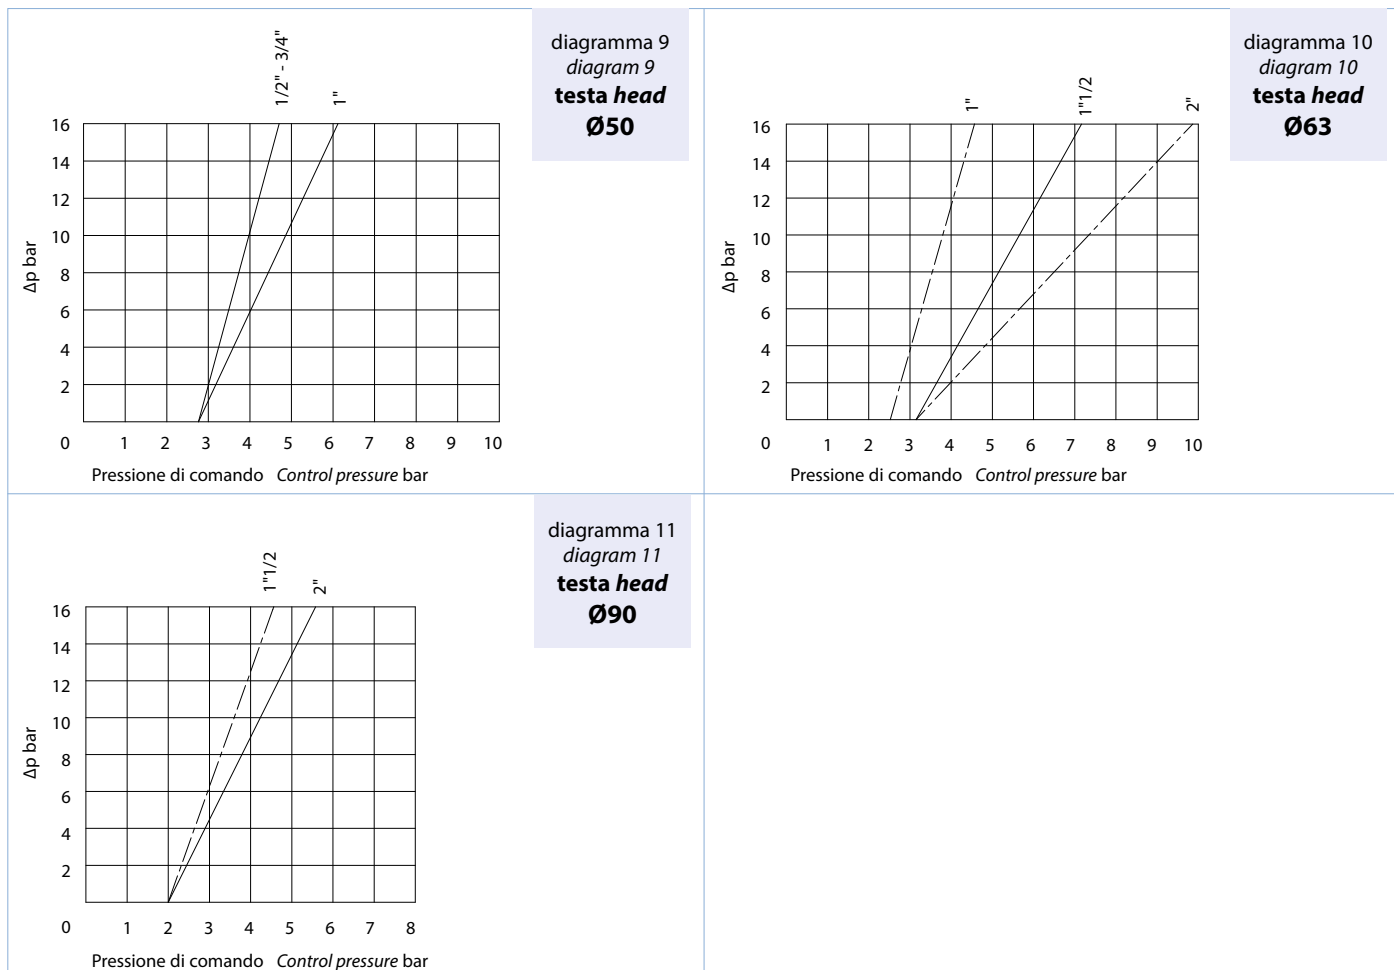 diagramma 9
diagram 9
testa head
Ø50
1/2" - 3/4"
1"
16
14
12
10
8
6
4
2
0
Δp bar
1 2 3 4 5 6 7 8 9 10
Pressione di comando Control pressure bar
diagramma 10
diagram 10
testa head
Ø63
1"
1"1/2
2"
16
14
12
10
8
6
4
2
0
Δp bar
1 2 3 4 5 6 7 8 9 10
Pressione di comando Control pressure bar
diagramma 11
diagram 11
testa head
Ø90
1"1/2
2"
16
14
12
10
8
6
4
2
0
Δp bar
1 2 3 4 5 6 7 8
Pressione di comando Control pressure bar